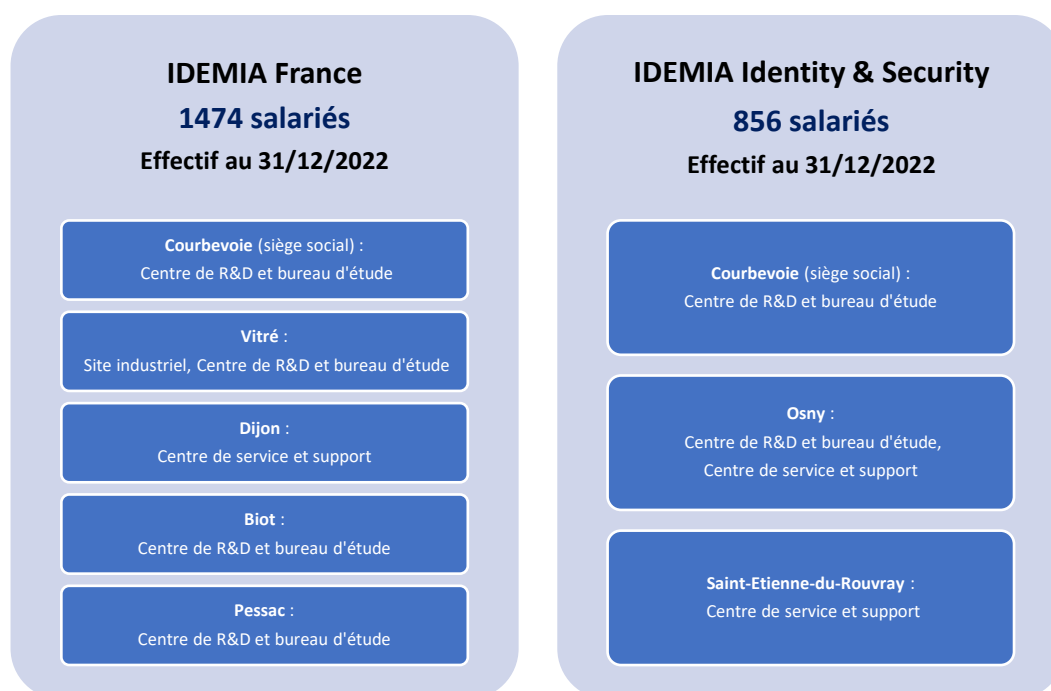 IDEMIA France
1474 salariés
Effectif au 31/12/2022
Courbevoie (siège social) :
Centre de R&D et bureau d'étude
Vitré :
Site industriel, Centre de R&D et bureau d'étude
Dijon :
Centre de service et support
Biot :
Centre de R&D et bureau d'étude
Pessac :
Centre de R&D et bureau d'étude
IDEMIA Identity & Security
856 salariés
Effectif au 31/12/2022
Courbevoie (siège social) :
Centre de R&D et bureau d'étude
Osny :
Centre de R&D et bureau d'étude,
Centre de service et support
Saint-Etienne-du-Rouvray :
Centre de service et support